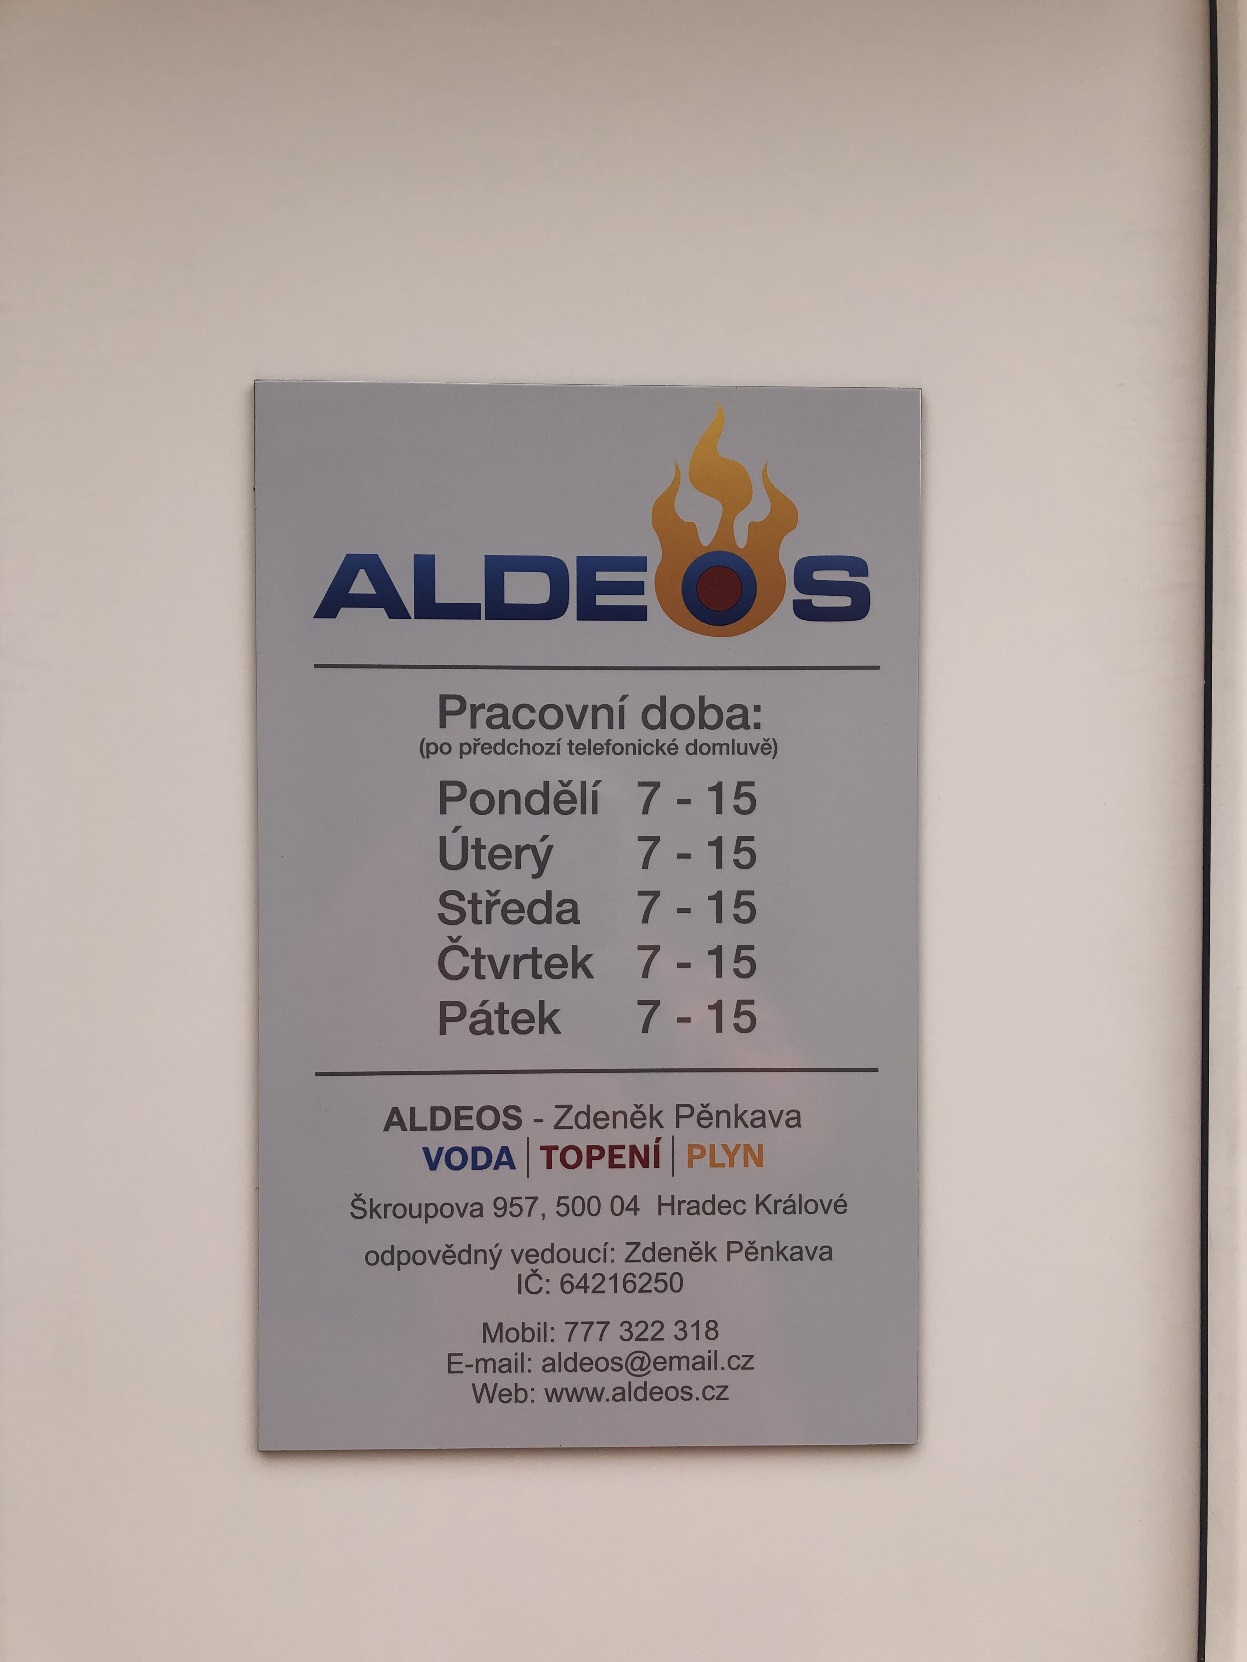 ALDEOS
Pracovní doba:
(po předchozí telefonické domluvě)
Pondělí 7 - 15
Úterý 7 - 15
Středa 7 - 15
Čtvrtek 7 - 15
Pátek 7 - 15
ALDEOS - Zdeněk Pěnkava
VODA | TOPENÍ | PLYN
Škroupova 957, 500 04 Hradec Králové
odpovědný vedoucí: Zdeněk Pěnkava
IČ: 64216250
Mobil: 777 322 318
E-mail: aldeos@email.cz
Web: www.aldeos.cz